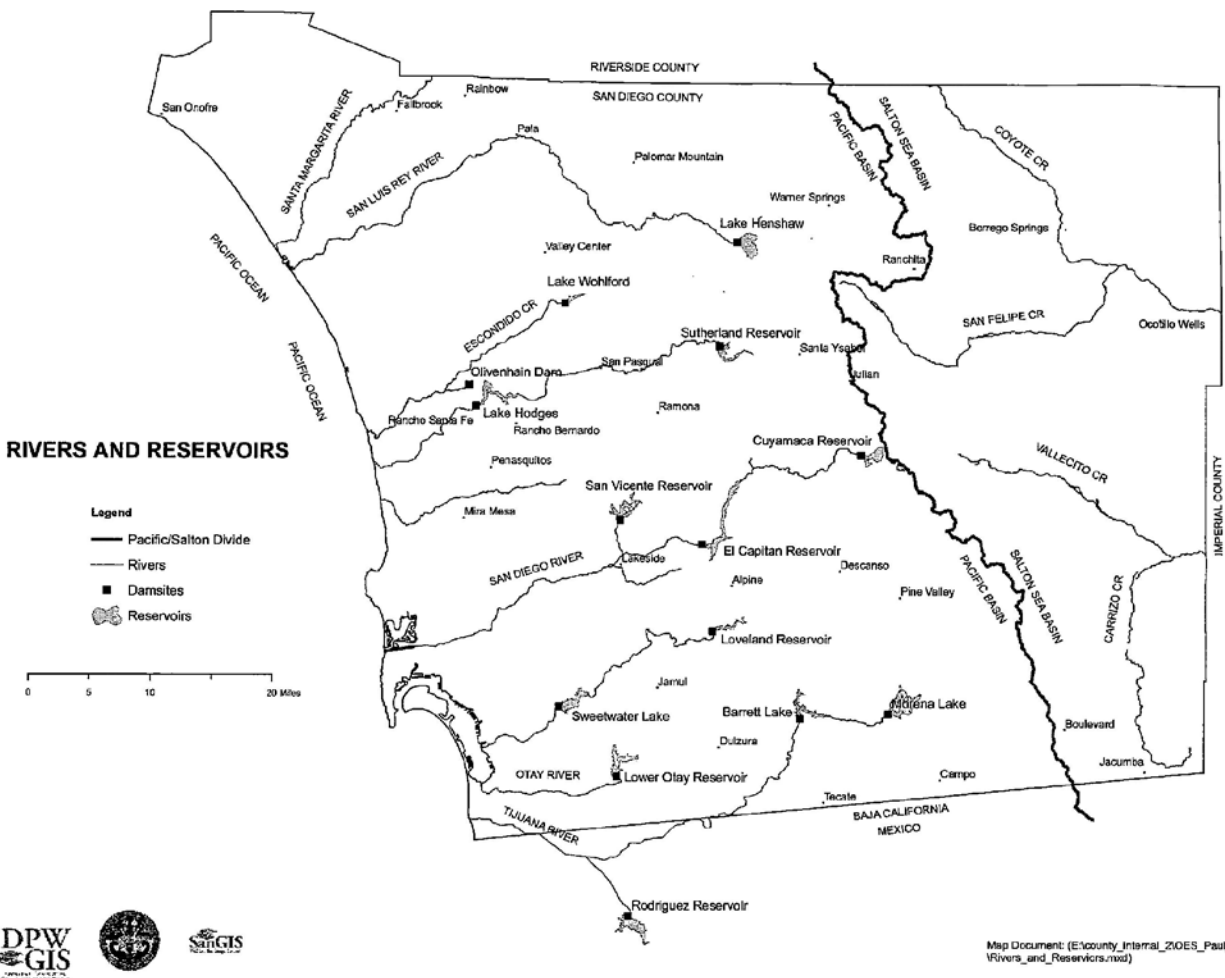 RIVERSIDE COUNTY
SAN DIEGO COUNTY
San Onofre
Rainbow
Fallbrook
SANTA MARGARITA RIVER
Pala
SAN LUIS REY RIVER
Palomar Mountain
PACIFIC BASIN
SALTON SEA BASIN
COYOTE CR
Warner Springs
Borrego Springs
Lake Henshaw
Valley Center
Ranchita
PACIFIC OCEAN
Lake Wohlford
ESCONDIDO CR
SAN FELIPE CR
Ocotillo Wells
Sutherland Reservoir
Santa Ysabel
San Pasqual
PACIFIC OCEAN
Olivenhain Dam
Julian
Rancho Santa Fe
Lake Hodges
Ramona
Rancho Bernardo
RIVERS AND RESERVOIRS
Cuyamaca Reservoir
VALLECITO CR
IMPERIAL COUNTY
Penasquitos
San Vicente Reservoir
Mira Mesa
Legend
Pacific/Salton Divide
Rivers
Damsites
Reservoirs
SAN DIEGO RIVER
Lakeside
El Capitan Reservoir
Alpine
Descanso
Pine Valley
PACIFIC BASIN
SALTON SEA BASIN
CARRIZO CR
Loveland Reservoir
0 5 10 20 Miles
Jamul
Sweetwater Lake
Barrett Lake
Morena Lake
Boulevard
Dulzura
OTAY RIVER
Lower Otay Reservoir
Campo
Jacumba
Tecate
TIJUANA RIVER
BAJA CALIFORNIA
MEXICO
Rodriguez Reservoir
DPW
GIS
SanGIS
Map Document: (E:\county_Internal_2\OES_Paul
\Rivers_and_Reserviors.mxd)